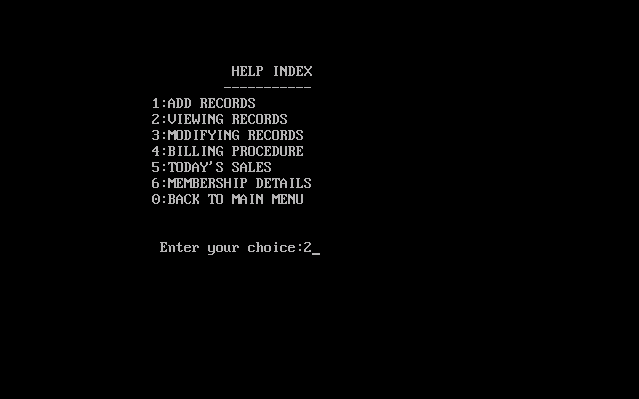 HELP INDEX
-----------
1:ADD RECORDS
2:VIEWING RECORDS
3:MODIFYING RECORDS
4:BILLING PROCEDURE
5:TODAY'S SALES
6:MEMBERSHIP DETAILS
0:BACK TO MAIN MENU
Enter your choice:2_